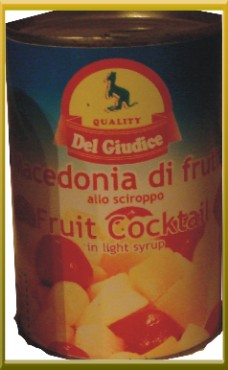 QUALITY
Del Giudice
acedonia di frut
allo sciroppo
Fruit Cocktail
in light syrup